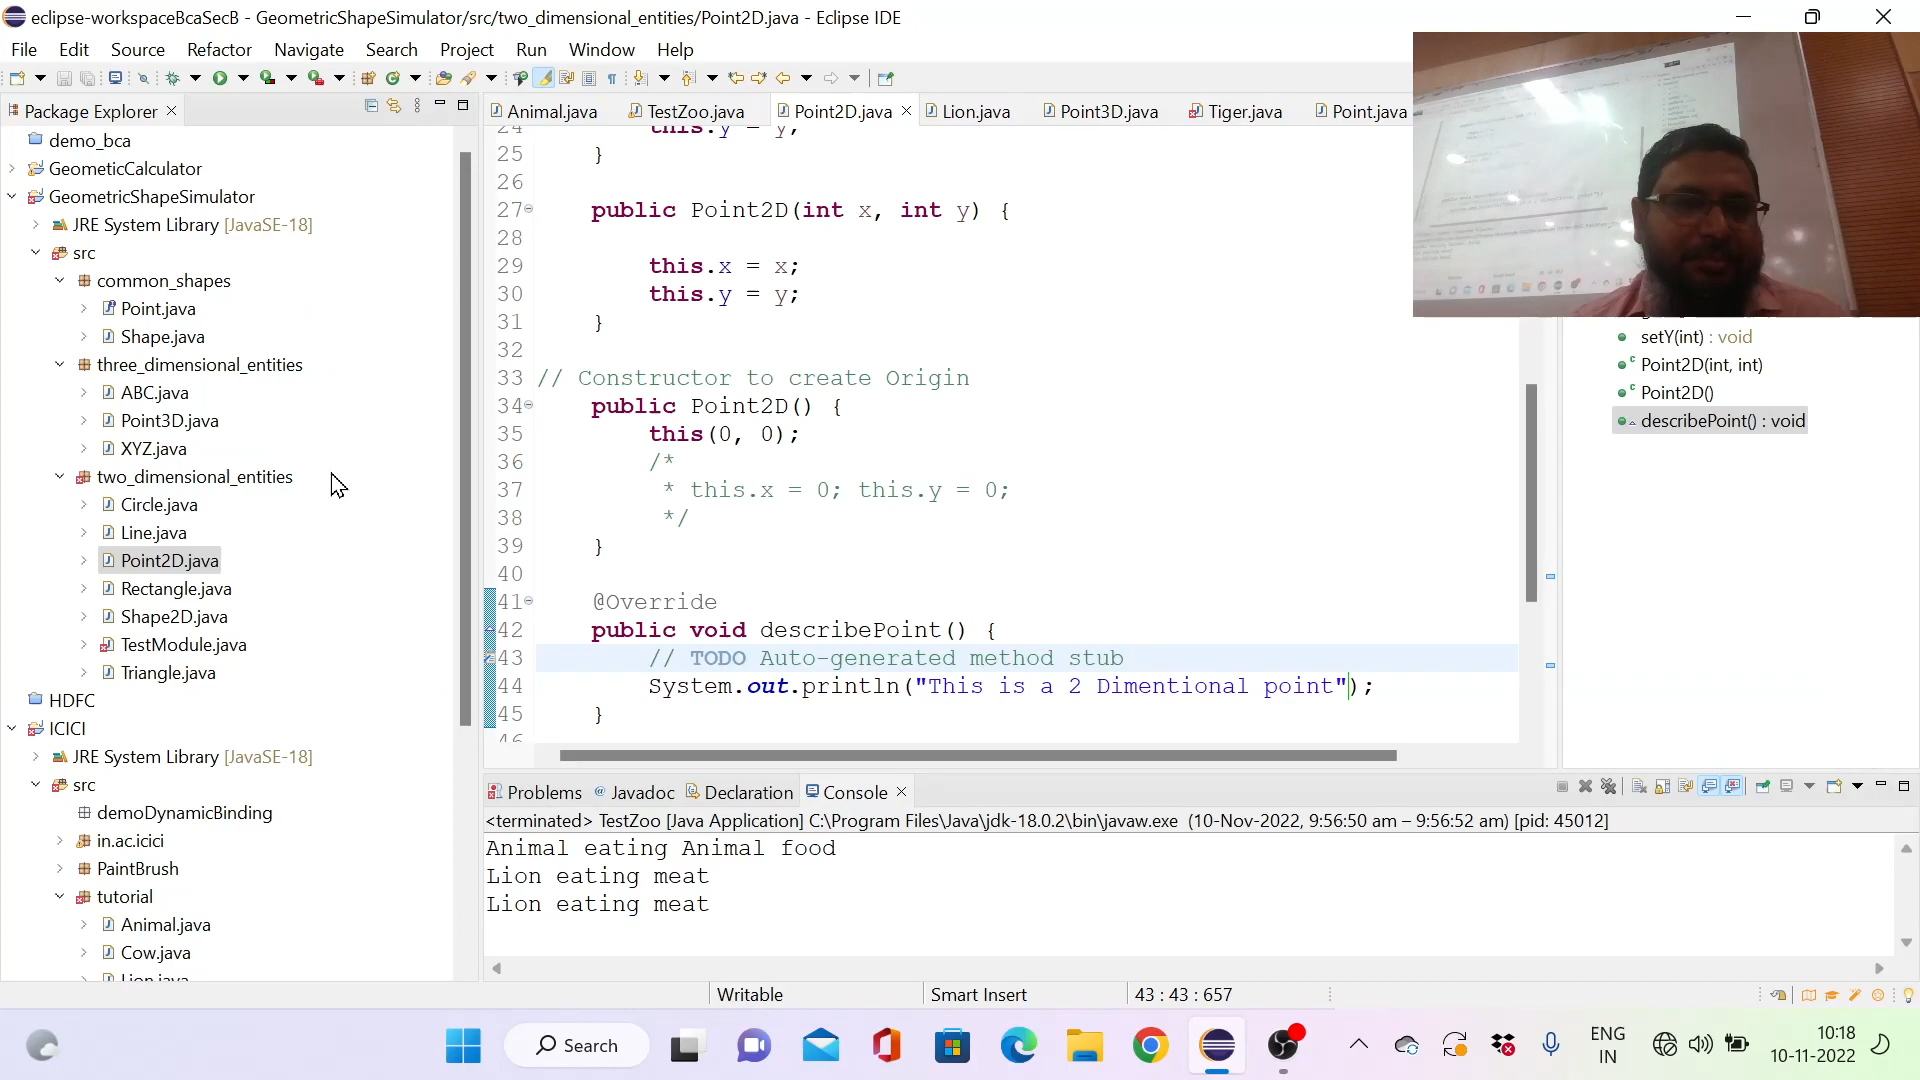 eclipse-workspaceBcaSecB - GeometricShapeSimulator/src/two_dimensional_entities/Point2D.java - Eclipse IDE
File Edit Source Refactor Navigate Search Project Run Window Help
Package Explorer
Animal.java TestZoo.java Point2D.java Lion.java Point3D.java Tiger.java Point.java
demo_bca
GeometicCalculator
GeometricShapeSimulator
JRE System Library [JavaSE-18]
src
common_shapes
Point.java
Shape.java
three_dimensional_entities
ABC.java
Point3D.java
XYZ.java
two_dimensional_entities
Circle.java
Line.java
Point2D.java
Rectangle.java
Shape2D.java
TestModule.java
Triangle.java
HDFC
ICICI
JRE System Library [JavaSE-18]
src
demoDynamicBinding
in.ac.icici
PaintBrush
tutorial
Animal.java
Cow.java
Lion.java
24 this.y = y;
25 }
26
27 public Point2D(int x, int y) {
28
29 this.x = x;
30 this.y = y;
31 }
32
33 // Constructor to create Origin
34 public Point2D() {
35 this(0, 0);
36 /*
37 * this.x = 0; this.y = 0;
38 */
39 }
40
41 @Override
42 public void describePoint() {
43 // TODO Auto-generated method stub
44 System.out.println("This is a 2 Dimentional point");
45 }
46
setY(int) : void
Point2D(int, int)
Point2D()
describePoint() : void
Problems Javadoc Declaration Console
<terminated> TestZoo [Java Application] C:\Program Files\Java\jdk-18.0.2\bin\javaw.exe (10-Nov-2022, 9:56:50 am – 9:56:52 am) [pid: 45012]
Animal eating Animal food
Lion eating meat
Lion eating meat
Writable Smart Insert 43 : 43 : 657
Search
ENG
IN
10:18
10-11-2022